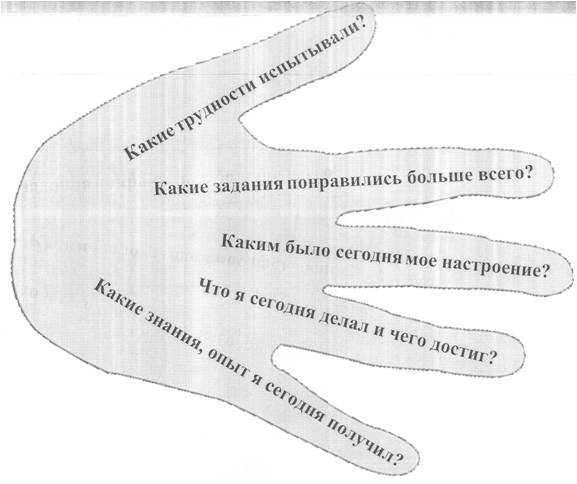 Какие трудности испытывали?
Какие задания понравились больше всего?
Каким было сегодня мое настроение?
Что я сегодня делал и чего достиг?
Какие знания, опыт я сегодня получил?